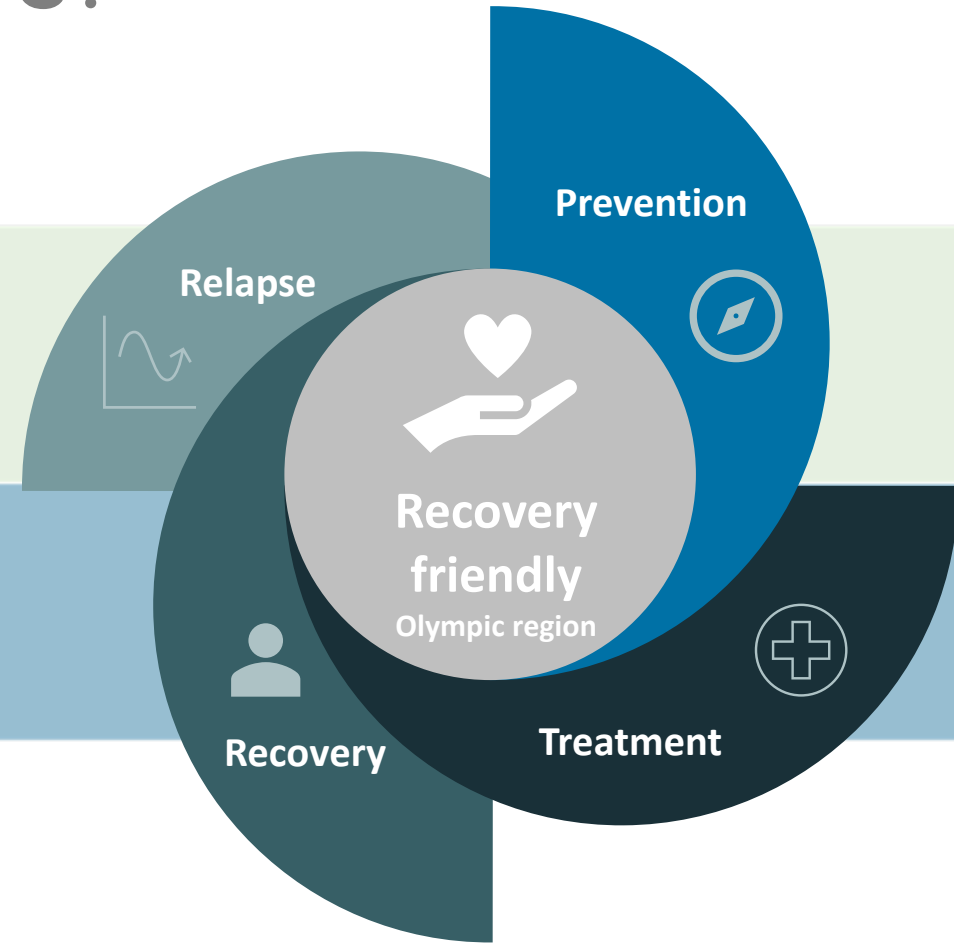 Prevention
Relapse
Recovery
friendly
Olympic region
Treatment
Recovery